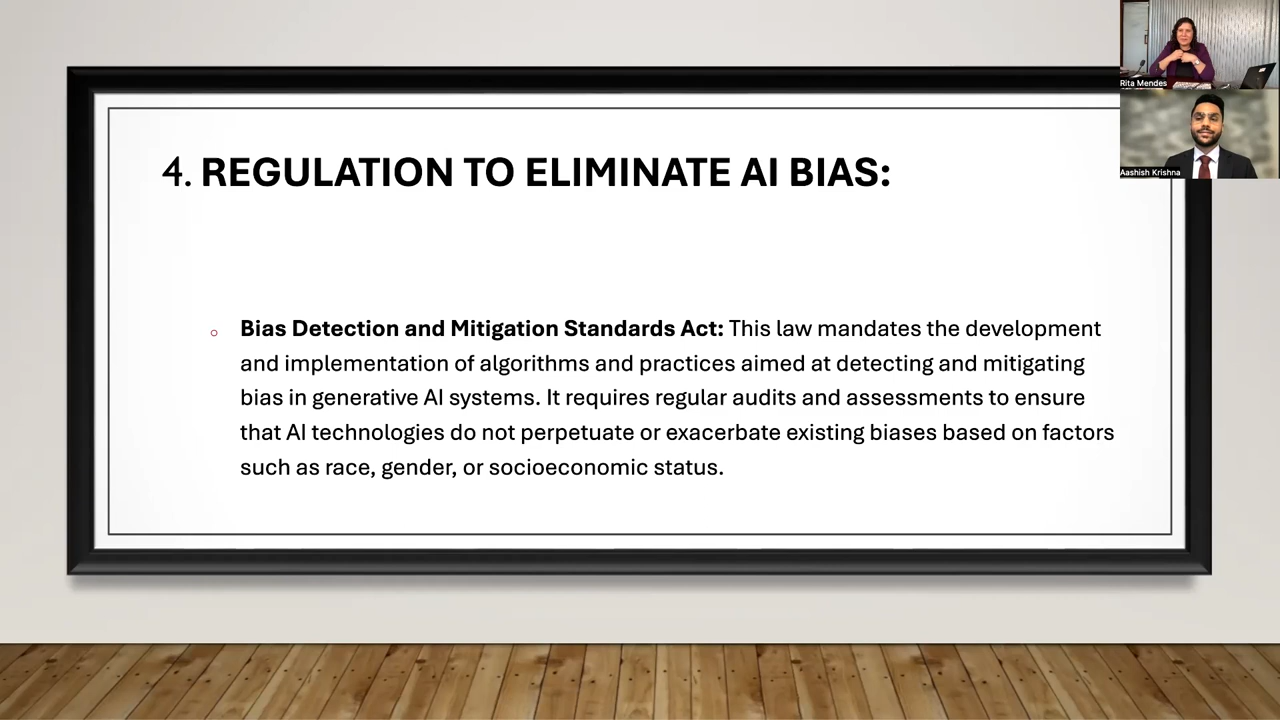 Rita Mendes
Aashish Krishna
4. REGULATION TO ELIMINATE AI BIAS:
Bias Detection and Mitigation Standards Act: This law mandates the development
and implementation of algorithms and practices aimed at detecting and mitigating
bias in generative AI systems. It requires regular audits and assessments to ensure
that AI technologies do not perpetuate or exacerbate existing biases based on factors
such as race, gender, or socioeconomic status.